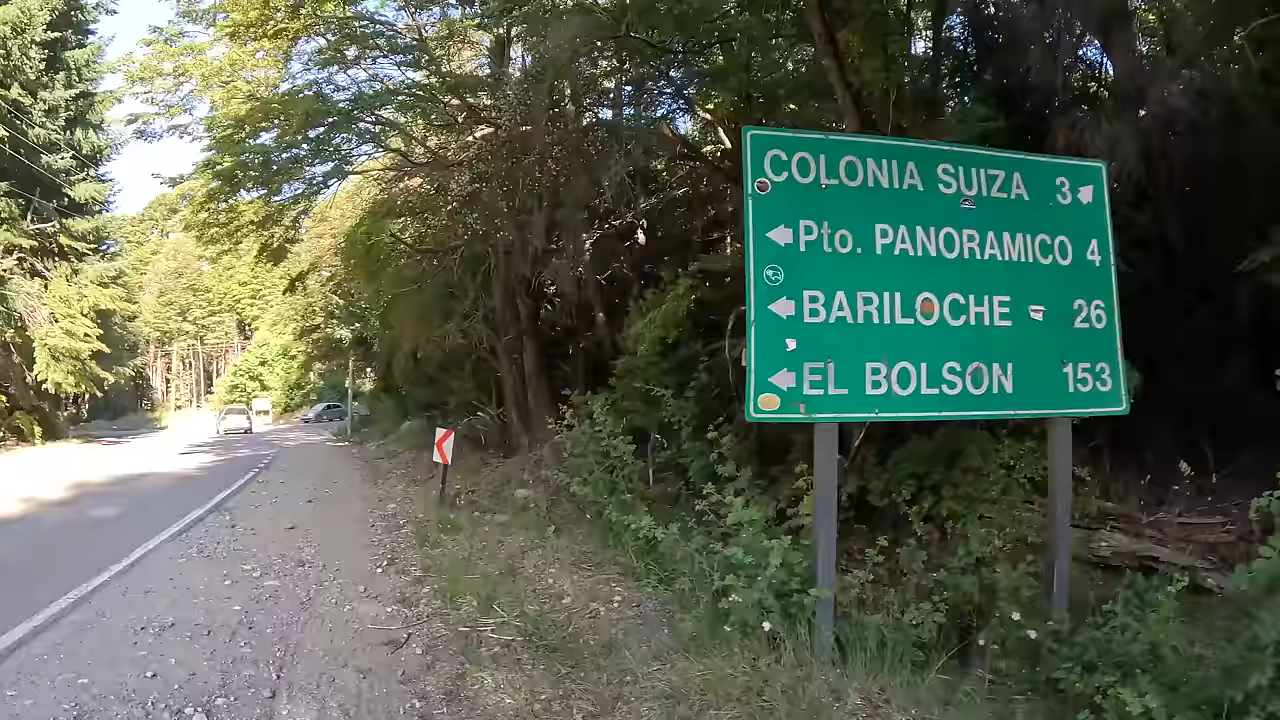 COLONIA SUIZA 3
Pto. PANORAMICO 4
BARILOCHE 26
EL BOLSON 153